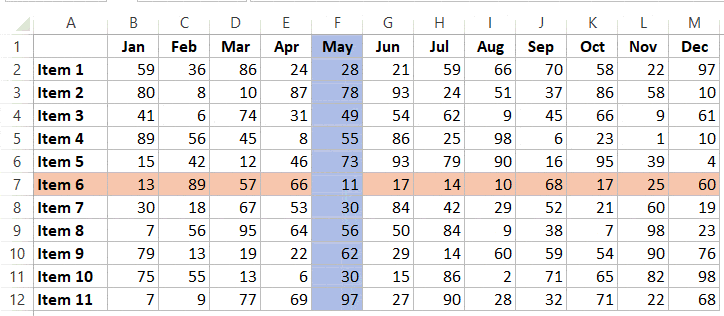 A B C D E F G H I J K L M
1 Jan Feb Mar Apr May Jun Jul Aug Sep Oct Nov Dec
2 Item 1 59 36 86 24 28 21 59 66 70 58 22 97
3 Item 2 80 8 10 87 78 93 24 51 37 86 58 10
4 Item 3 41 6 74 31 49 54 62 9 45 66 9 61
5 Item 4 89 56 45 8 55 86 25 98 6 23 1 10
6 Item 5 15 42 12 46 73 93 79 90 16 95 39 4
7 Item 6 13 89 57 66 11 17 14 10 68 17 25 60
8 Item 7 30 18 67 53 30 84 42 29 52 21 60 19
9 Item 8 7 56 95 64 56 50 84 9 38 7 98 23
10 Item 9 79 13 19 22 62 29 14 60 59 54 90 76
11 Item 10 75 55 13 6 30 15 86 2 71 65 82 98
12 Item 11 7 9 77 69 97 27 90 28 32 71 22 68